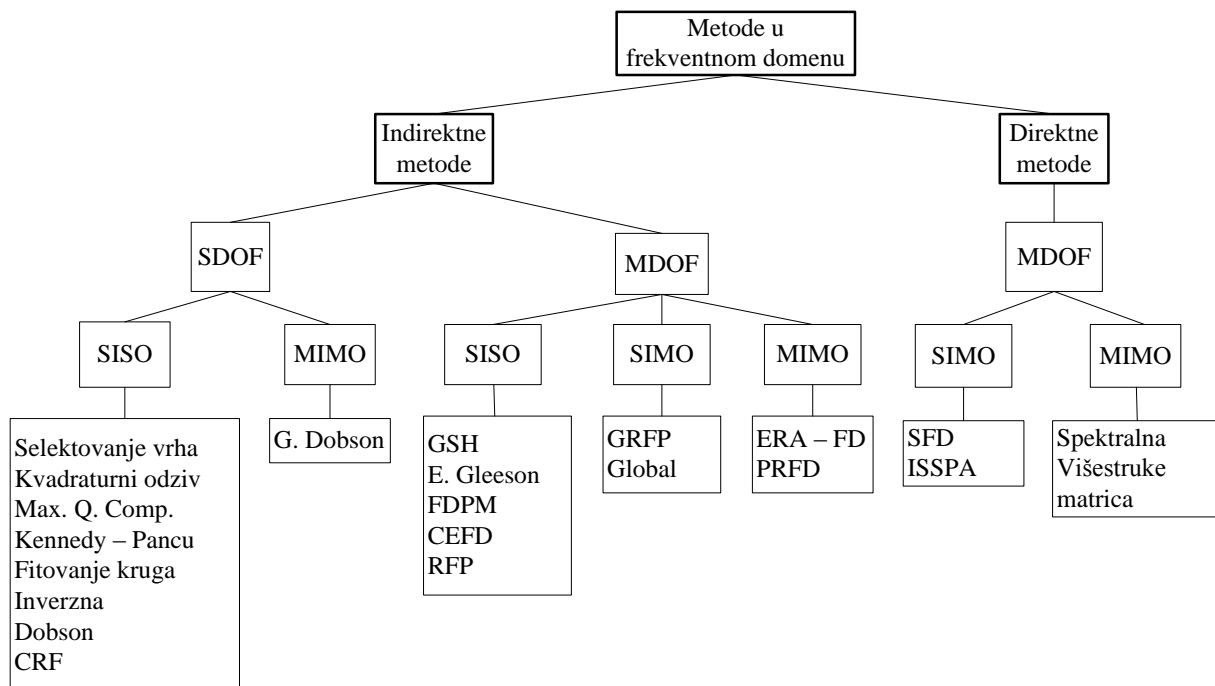 Metode u
frekventnom domenu
Indirektne
metode
Direktne
metode
SDOF
MDOF
MDOF
SISO
MIMO
SISO
SIMO
MIMO
SIMO
MIMO
Selektovanje vrha
Kvadraturni odziv
Max. Q. Comp.
Kennedy – Pancu
Fitovanje kruga
Inverzna
Dobson
CRF
G. Dobson
GSH
E. Gleeson
FDPM
CEFD
RFP
GRFP
Global
ERA – FD
PRFD
SFD
ISSPA
Spektralna
Višestruke
matrica